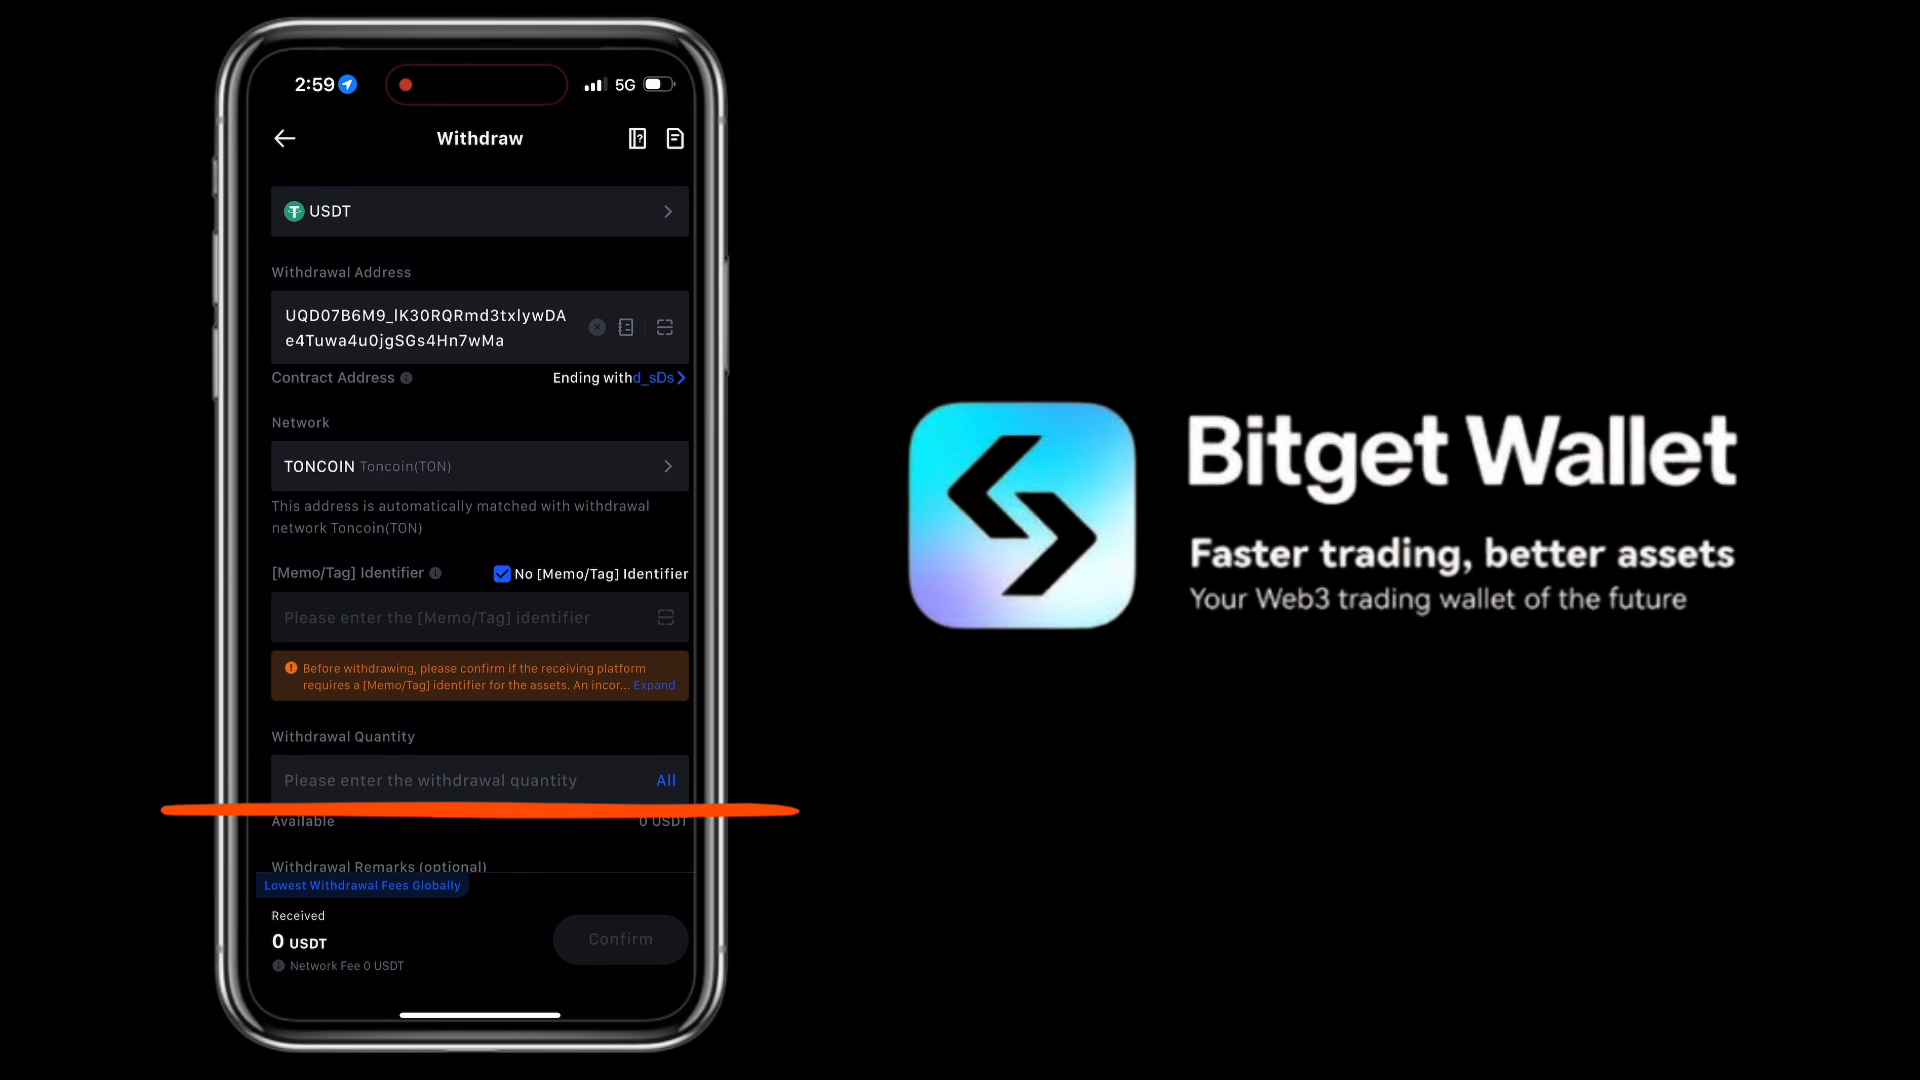 2:59
5G
Withdraw
USDT
Withdrawal Address
UQD07B6M9_lK30RQRmd3txlywDA
e4Tuwa4u0jgSGs4Hn7wMa
Contract Address
Ending withd_sDs
Network
TONCOIN Toncoin(TON)
This address is automatically matched with withdrawal
network Toncoin(TON)
[Memo/Tag] Identifier
No [Memo/Tag] Identifier
Please enter the [Memo/Tag] identifier
Before withdrawing, please confirm if the receiving platform
requires a [Memo/Tag] identifier for the assets. An incor... Expand
Withdrawal Quantity
Please enter the withdrawal quantity
All
Available
0 USDT
Withdrawal Remarks (optional)
Lowest Withdrawal Fees Globally
Received
0 USDT
Network Fee 0 USDT
Confirm
Bitget Wallet
Faster trading, better assets
Your Web3 trading wallet of the future